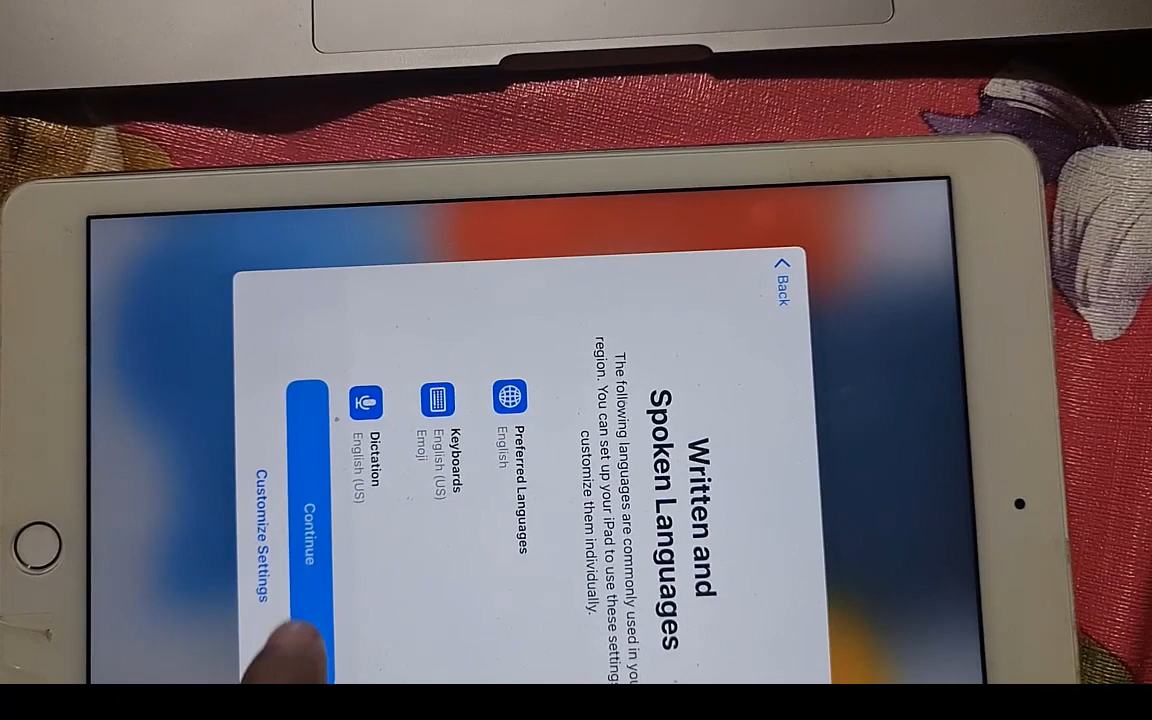 Back
Written and
Spoken Languages
The following languages are commonly used in
region. You can set up your iPad to use these
customize them individually.
Preferred Languages
English
Keyboards
English (US)
Emoji
Dictation
English (US)
Continue
Customize Settings